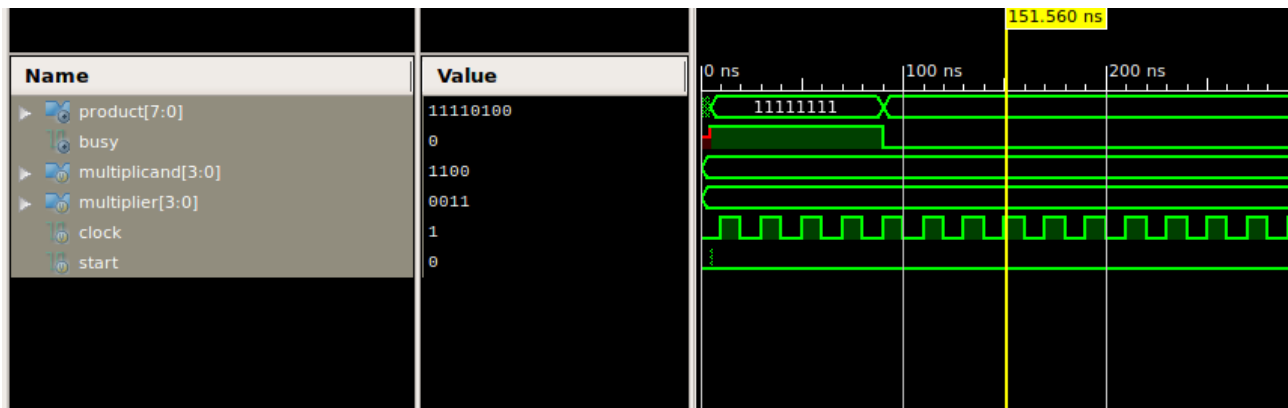 151.560 ns
Name Value 0 ns 100 ns 200 ns
product[7:0] 11110100 11111111
busy 0
multiplicand[3:0] 1100
multiplier[3:0] 0011
clock 1
start 0